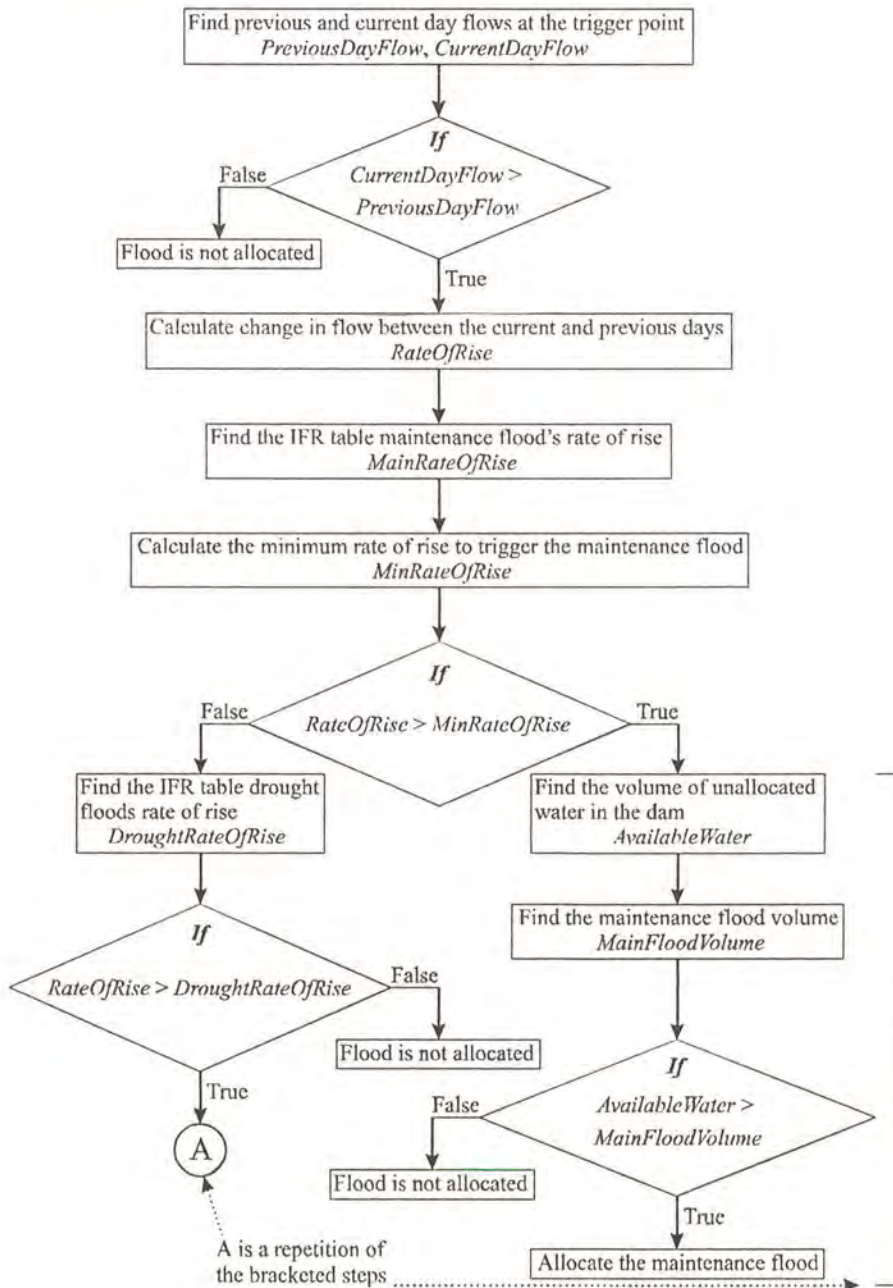 Find previous and current day flows at the trigger point
PreviousDayFlow, CurrentDayFlow
If
CurrentDayFlow >
PreviousDayFlow
False
Flood is not allocated
True
Calculate change in flow between the current and previous days
RateOfRise
Find the IFR table maintenance flood's rate of rise
MainRateOfRise
Calculate the minimum rate of rise to trigger the maintenance flood
MinRateOfRise
If
RateOfRise > MinRateOfRise
False
True
Find the IFR table drought
floods rate of rise
DroughtRateOfRise
If
RateOfRise > DroughtRateOfRise
False
Flood is not allocated
True
A
Find the volume of unallocated
water in the dam
AvailableWater
Find the maintenance flood volume
MainFloodVolume
If
AvailableWater >
MainFloodVolume
False
Flood is not allocated
True
Allocate the maintenance flood
A is a repetition of
the bracketed steps